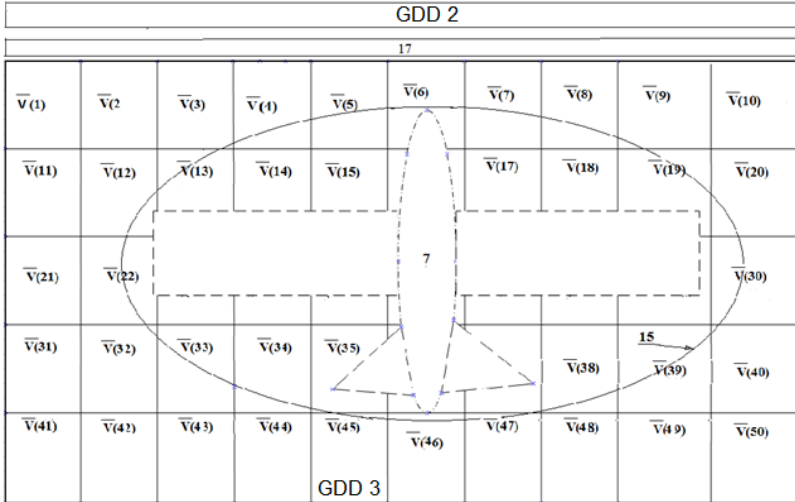 GDD 2
17
V̅(1) V̅(2 V̅(3) V̅(4) V̅(5) V̅(6) V̅(7) V̅(8) V̅(9) V̅(10)
V̅(11) V̅(12) V̅(13) V̅(14) V̅(15) V̅(17) V̅(18) V̅(19) V̅(20)
V̅(21) V̅(22) 7 V̅(30)
V̅(31) V̅(32) V̅(33) V̅(34) V̅(35) 15 V̅(38) V̅(39) V̅(40)
V̅(41) V̅(42) V̅(43) V̅(44) V̅(45) V̅(46) V̅(47) V̅(48) V̅(49) V̅(50)
GDD 3